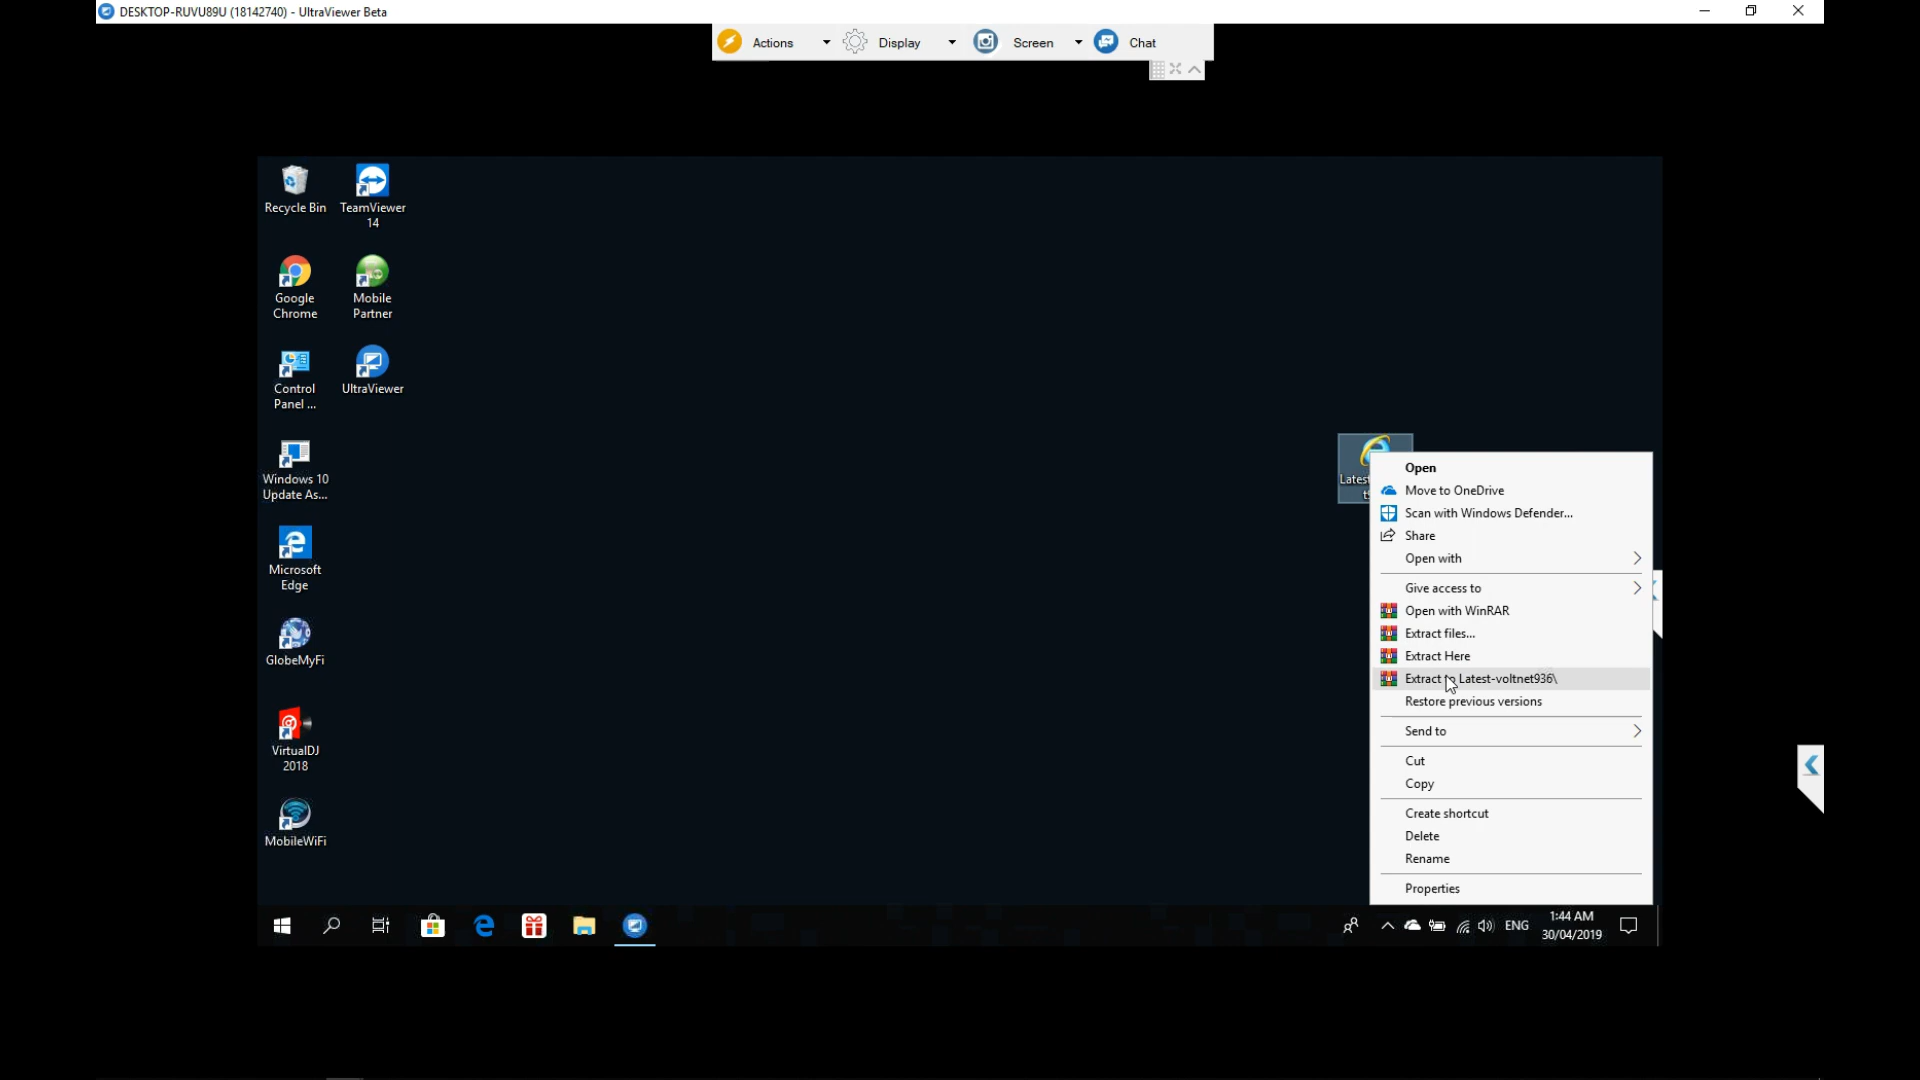 DESKTOP-RUVU89U (18142740) - UltraViewer Beta
Actions
Display
Screen
Chat
Recycle Bin
TeamViewer
14
Google
Chrome
Mobile
Partner
Control
Panel ...
UltraViewer
Windows 10
Update As...
Microsoft
Edge
GlobeMyFi
VirtualDJ
2018
MobileWiFi
Open
Move to OneDrive
Scan with Windows Defender...
Share
Open with
Give access to
Open with WinRAR
Extract files...
Extract Here
Extract to Latest-voltnet936\
Restore previous versions
Send to
Cut
Copy
Create shortcut
Delete
Rename
Properties
ENG
1:44 AM
30/04/2019